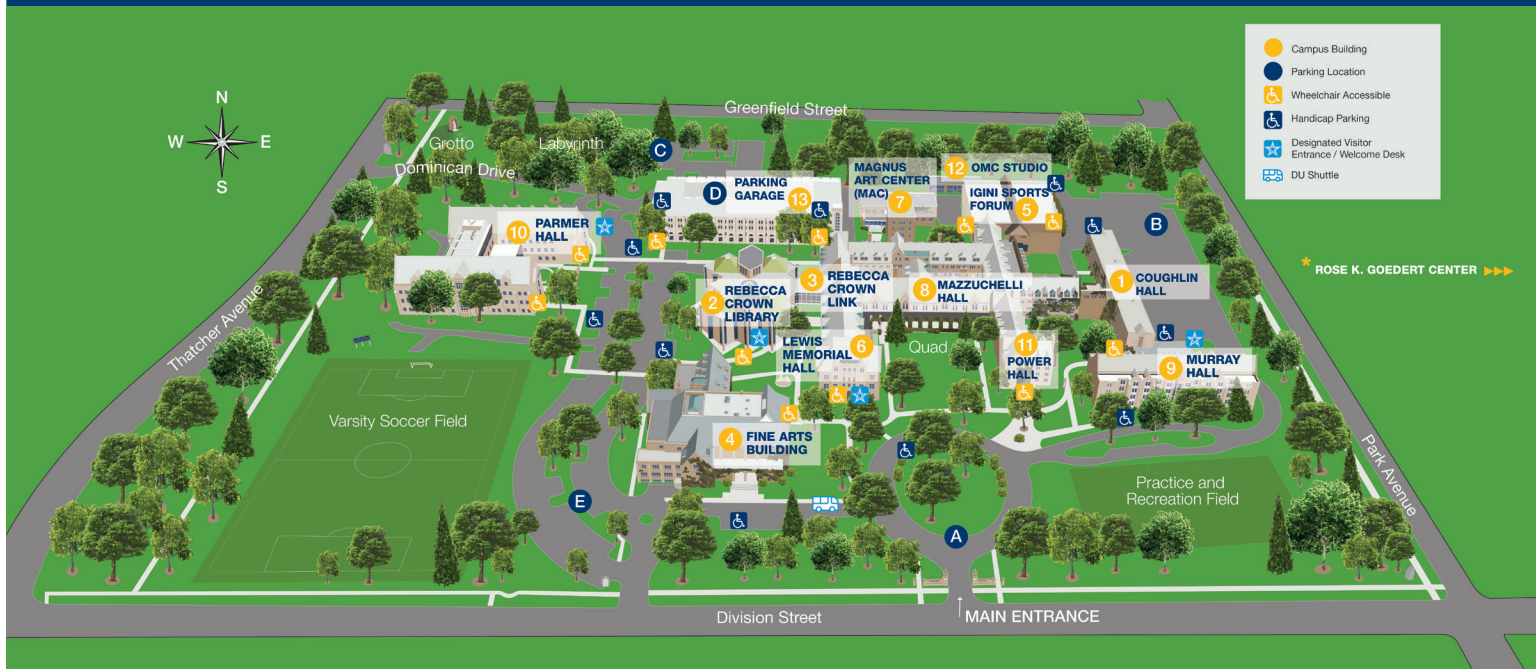 Campus Building
Parking Location
Wheelchair Accessible
Handicap Parking
Designated Visitor
Entrance / Welcome Desk
DU Shuttle
N
W
E
S
Greenfield Street
Grotto
Labyrinth
Dominican Drive
C
D
PARKING
GARAGE
13
MAGNUS
ART CENTER
(MAC)
7
12 OMC STUDIO
IGINI SPORTS
FORUM
5
B
10 PARMER
HALL
* ROSE K. GOEDERT CENTER
2 REBECCA
CROWN
LIBRARY
3 REBECCA
CROWN
LINK
8 MAZZUCHELLI
HALL
1 COUGHLIN
HALL
Thatcher Avenue
LEWIS
MEMORIAL
HALL
6
Quad
11
POWER
HALL
9 MURRAY
HALL
Varsity Soccer Field
4 FINE ARTS
BUILDING
Park Avenue
Practice and
Recreation Field
E
A
Division Street
MAIN ENTRANCE